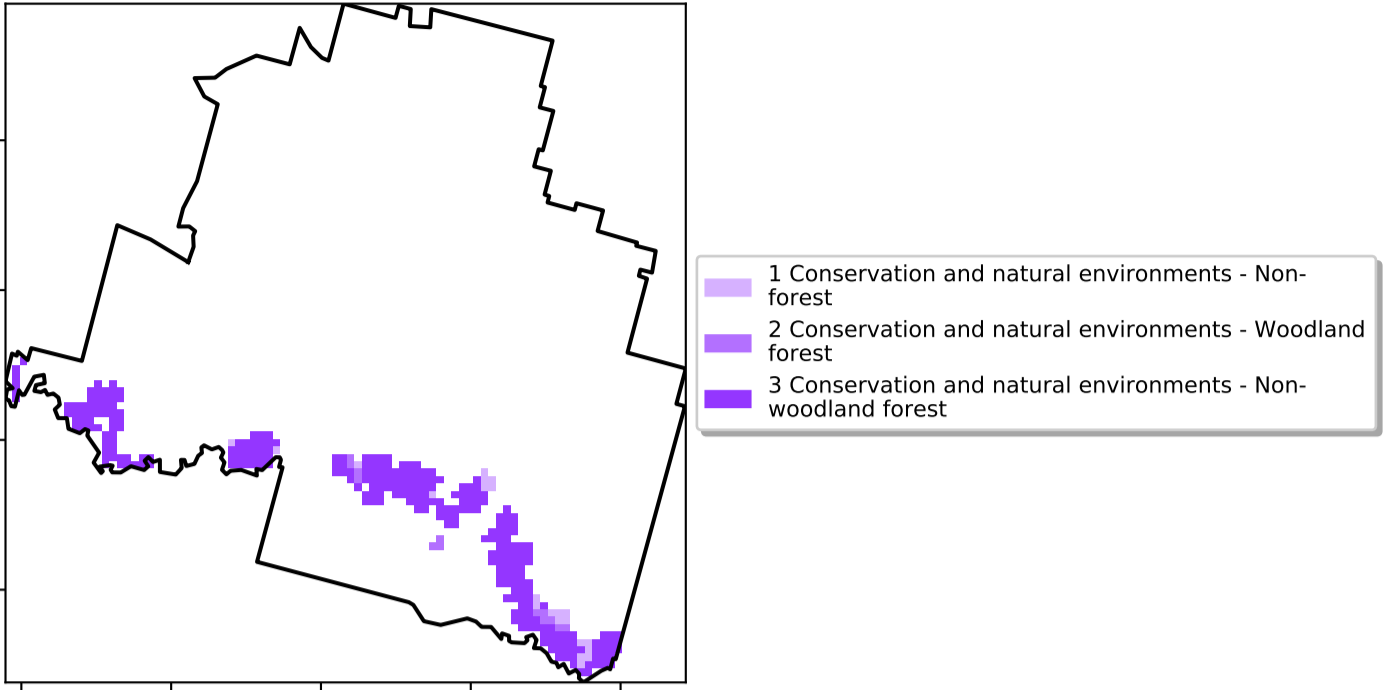 1 Conservation and natural environments - Non-
forest
2 Conservation and natural environments - Woodland
forest
3 Conservation and natural environments - Non-
woodland forest